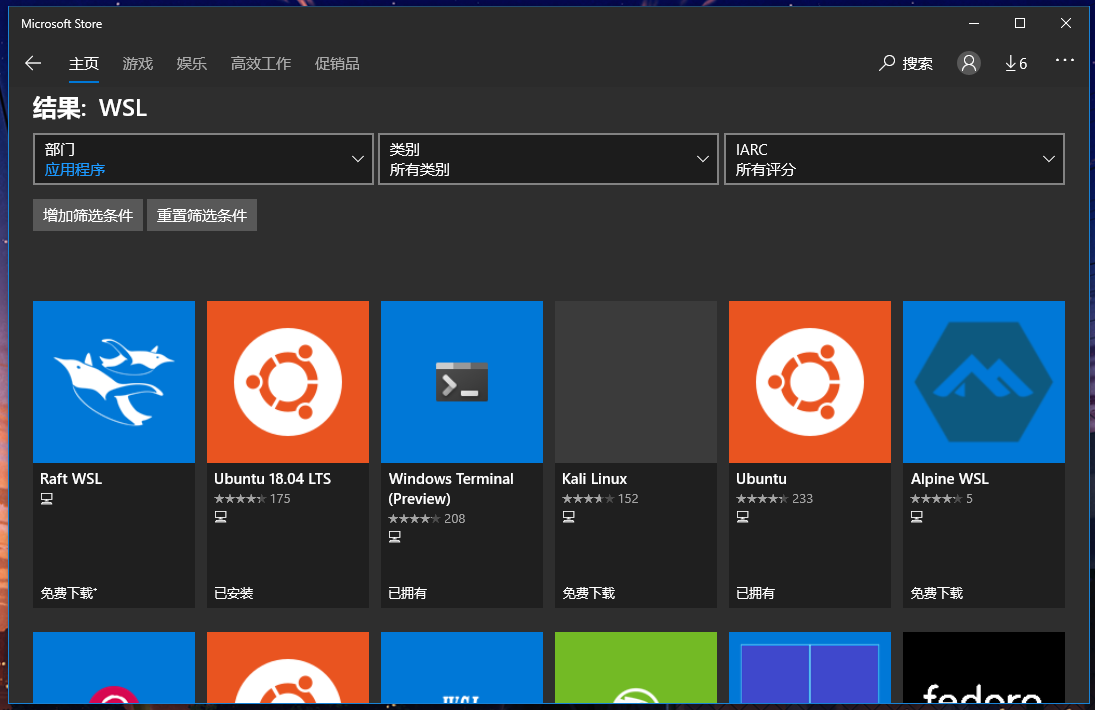 Microsoft Store
主页 游戏 娱乐 高效工作 促销品 搜索 6
结果: WSL
部门 类别 IARC
应用程序 所有类别 所有评分
增加筛选条件 重置筛选条件
Raft WSL
Ubuntu 18.04 LTS
175
已安装
Windows Terminal
(Preview)
208
已拥有
Kali Linux
152
免费下载
Ubuntu
233
已拥有
Alpine WSL
5
免费下载
免费下载+
WSL
fedora